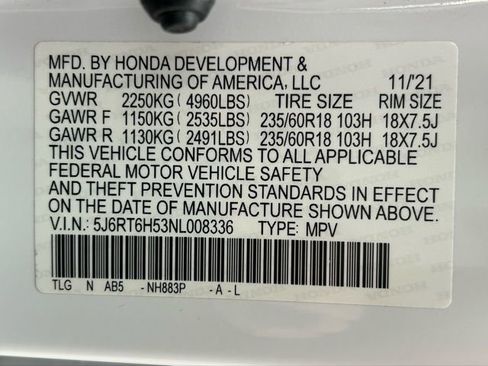 MFD. BY HONDA DEVELOPMENT &
MANUFACTURING OF AMERICA, LLC 11/'21
GVWR 2250KG ( 4960LBS) TIRE SIZE RIM SIZE
GAWR F 1150KG ( 2535LBS) 235/60R18 103H 18X7.5J
GAWR R 1130KG ( 2491LBS) 235/60R18 103H 18X7.5J
THIS VEHICLE CONFORMS TO ALL APPLICABLE
FEDERAL MOTOR VEHICLE SAFETY
AND THEFT PREVENTION STANDARDS IN EFFECT
ON THE DATE OF MANUFACTURE SHOWN ABOVE.
V.I.N.: 5J6RT6H53NL008336 TYPE: MPV
TLG N AB5 -NH883P -A-L